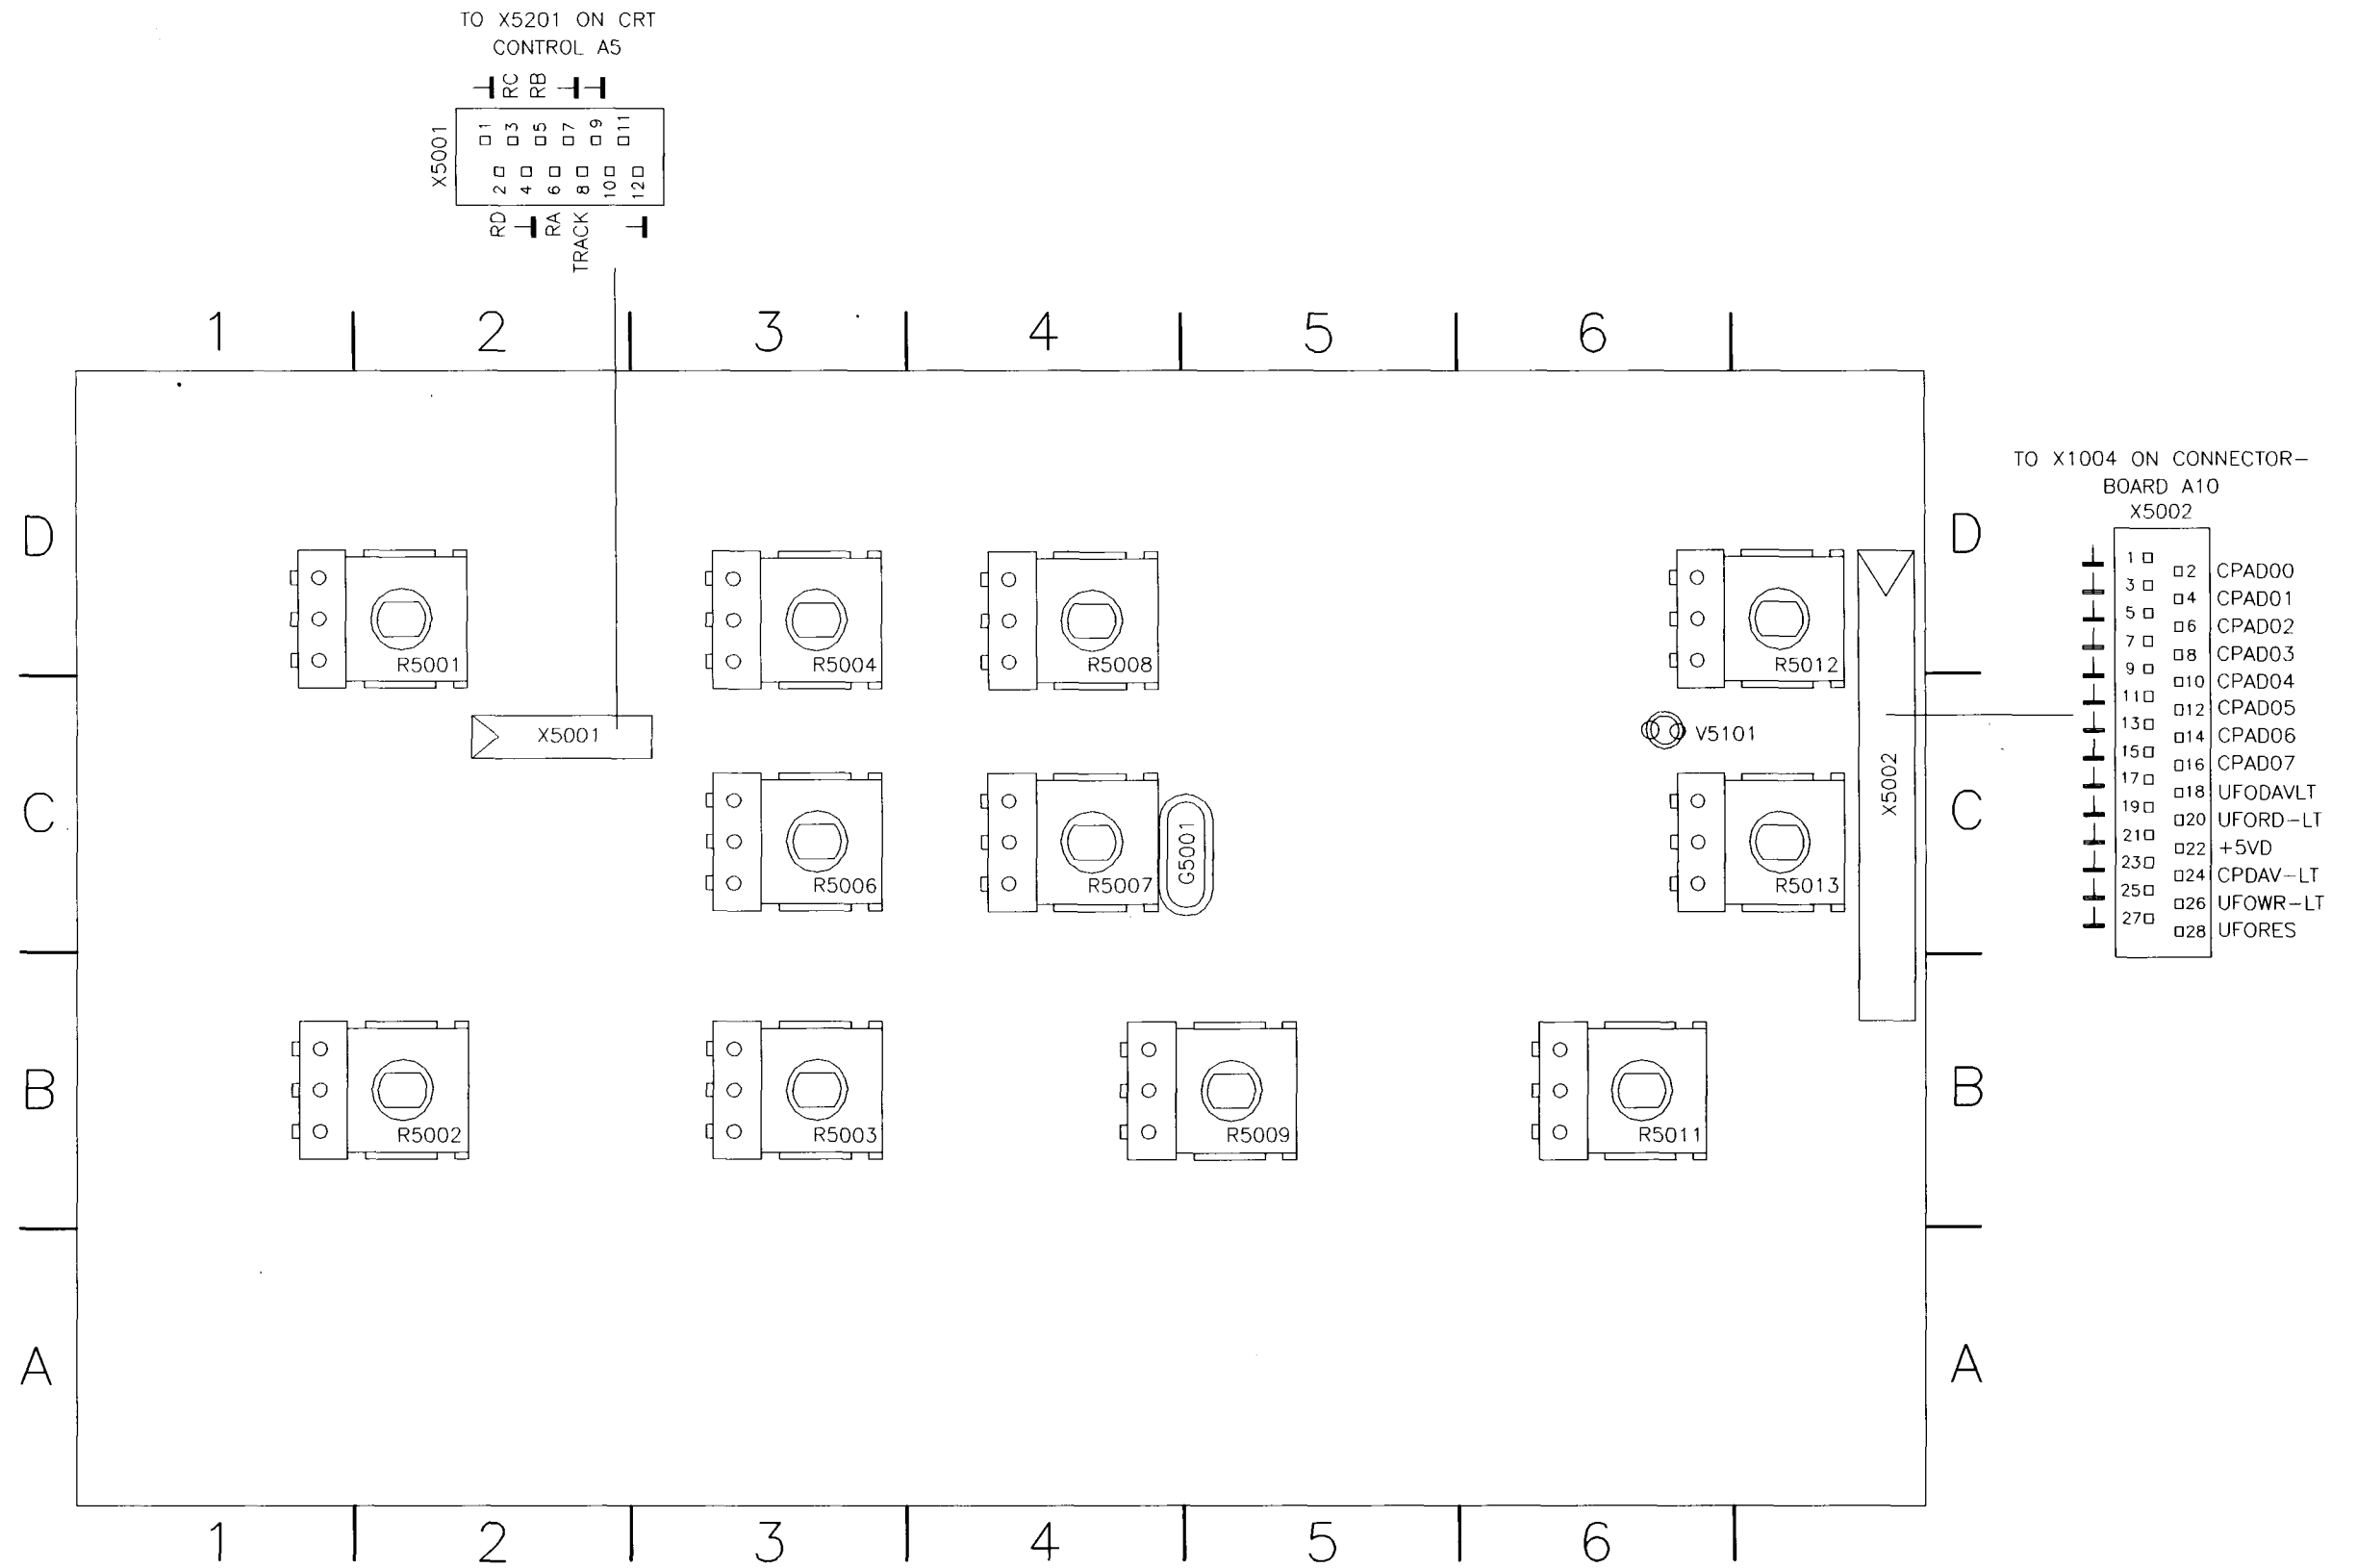 TO X5201 ON CRT
CONTROL A5
RC RB
X5001
1 3 5 7 9 11
2 4 6 8 10 12
RD RA TRACK
1 2 3 4 5 6
TO X1004 ON CONNECTOR-
BOARD A10
X5002
1
2 CPAD00
3
4 CPAD01
5
6 CPAD02
7
8 CPAD03
9
10 CPAD04
11
12 CPAD05
13
14 CPAD06
15
16 CPAD07
17
18 UFODAVLT
19
20 UFORD-LT
21
22 +5VD
23
24 CPDAV-LT
25
26 UFOWR-LT
27
28 UFORES
D D
R5001 R5004 R5008 R5012
X5001 V5101
X5002
C C
G5001
R5006 R5007 R5013
B B
R5002 R5003 R5009 R5011
A A
1 2 3 4 5 6